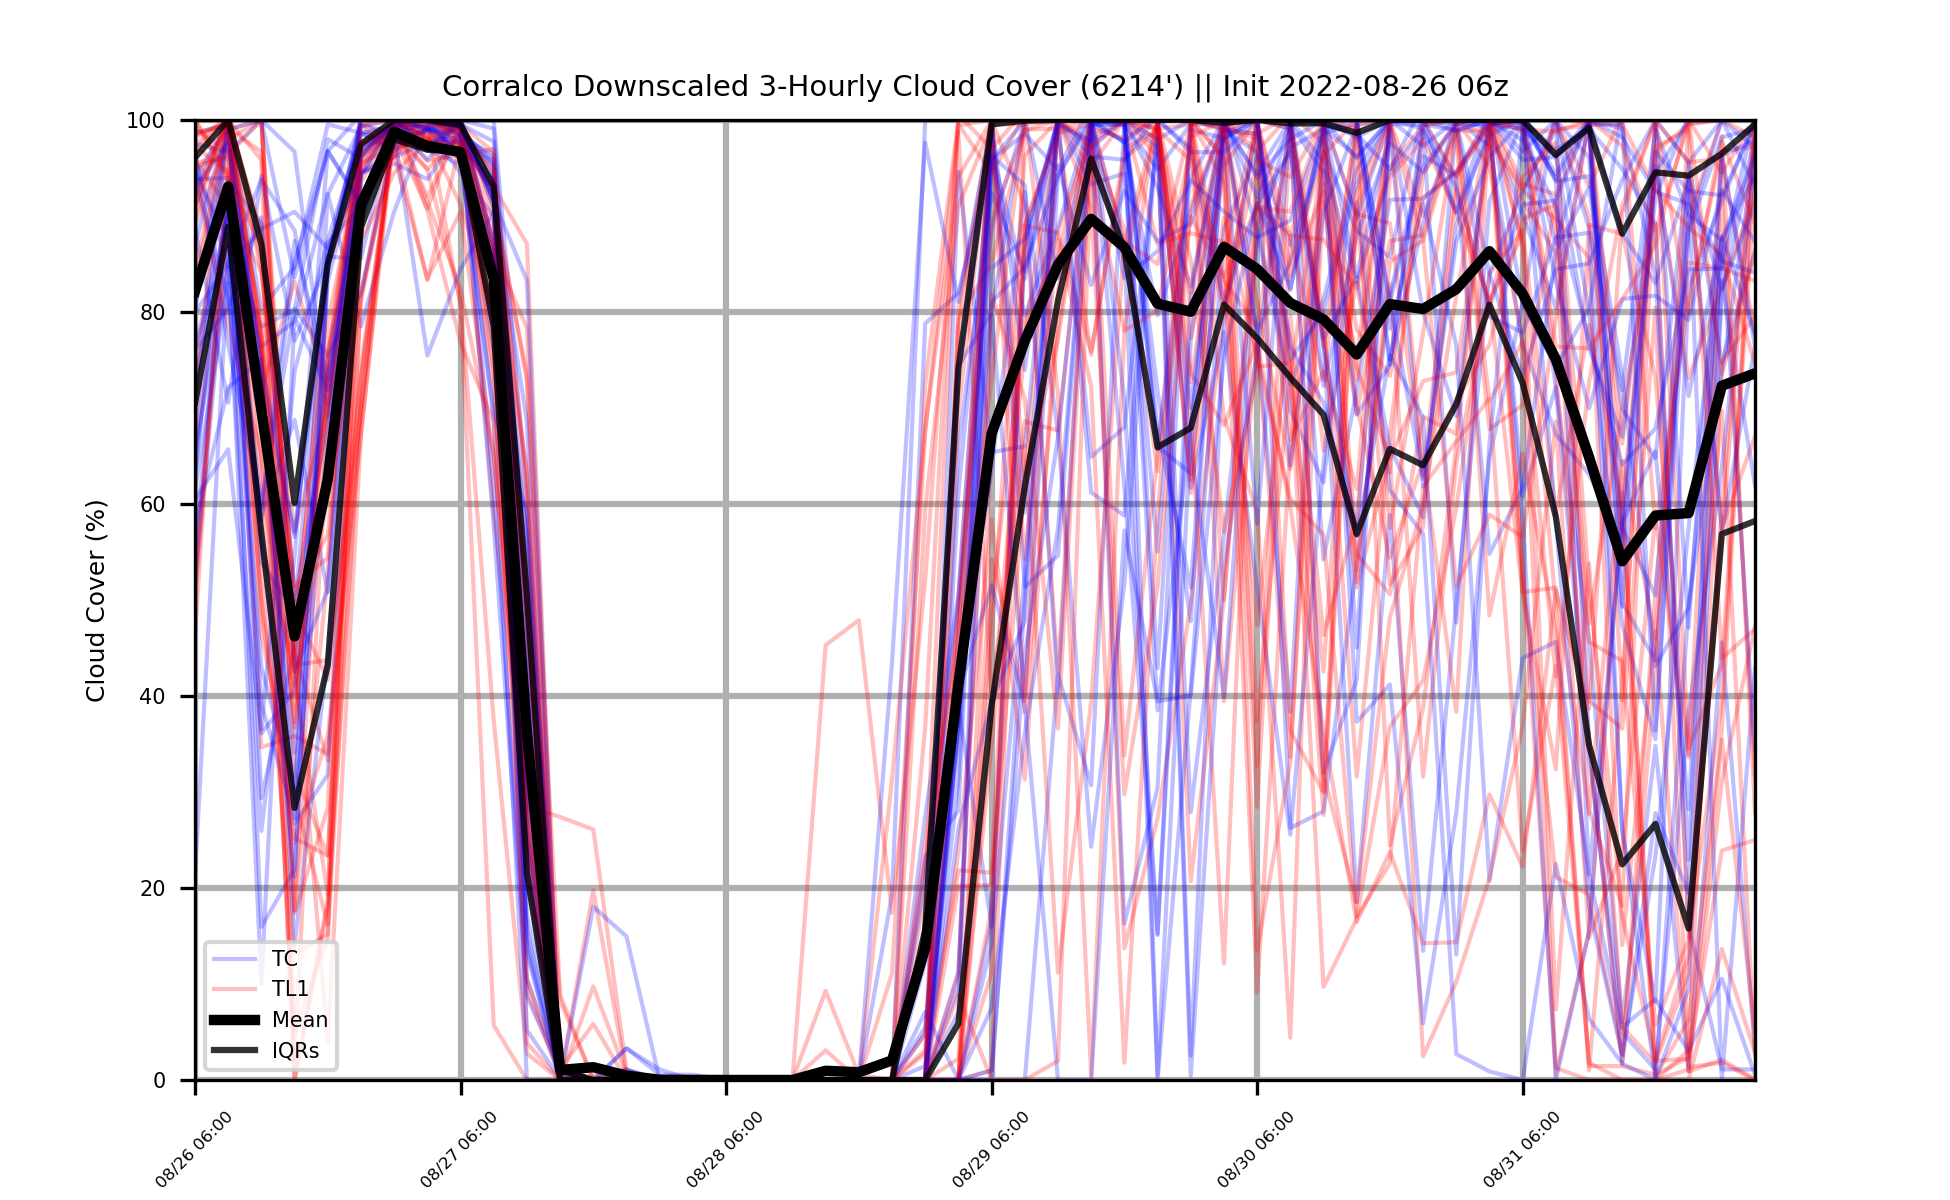 Corralco Downscaled 3-Hourly Cloud Cover (6214') || Init 2022-08-26 06z
100
80
60
40
20
0
Cloud Cover (%)
TC
TL1
Mean
IQRs
08/26 06:00
08/27 06:00
08/28 06:00
08/29 06:00
08/30 06:00
08/31 06:00